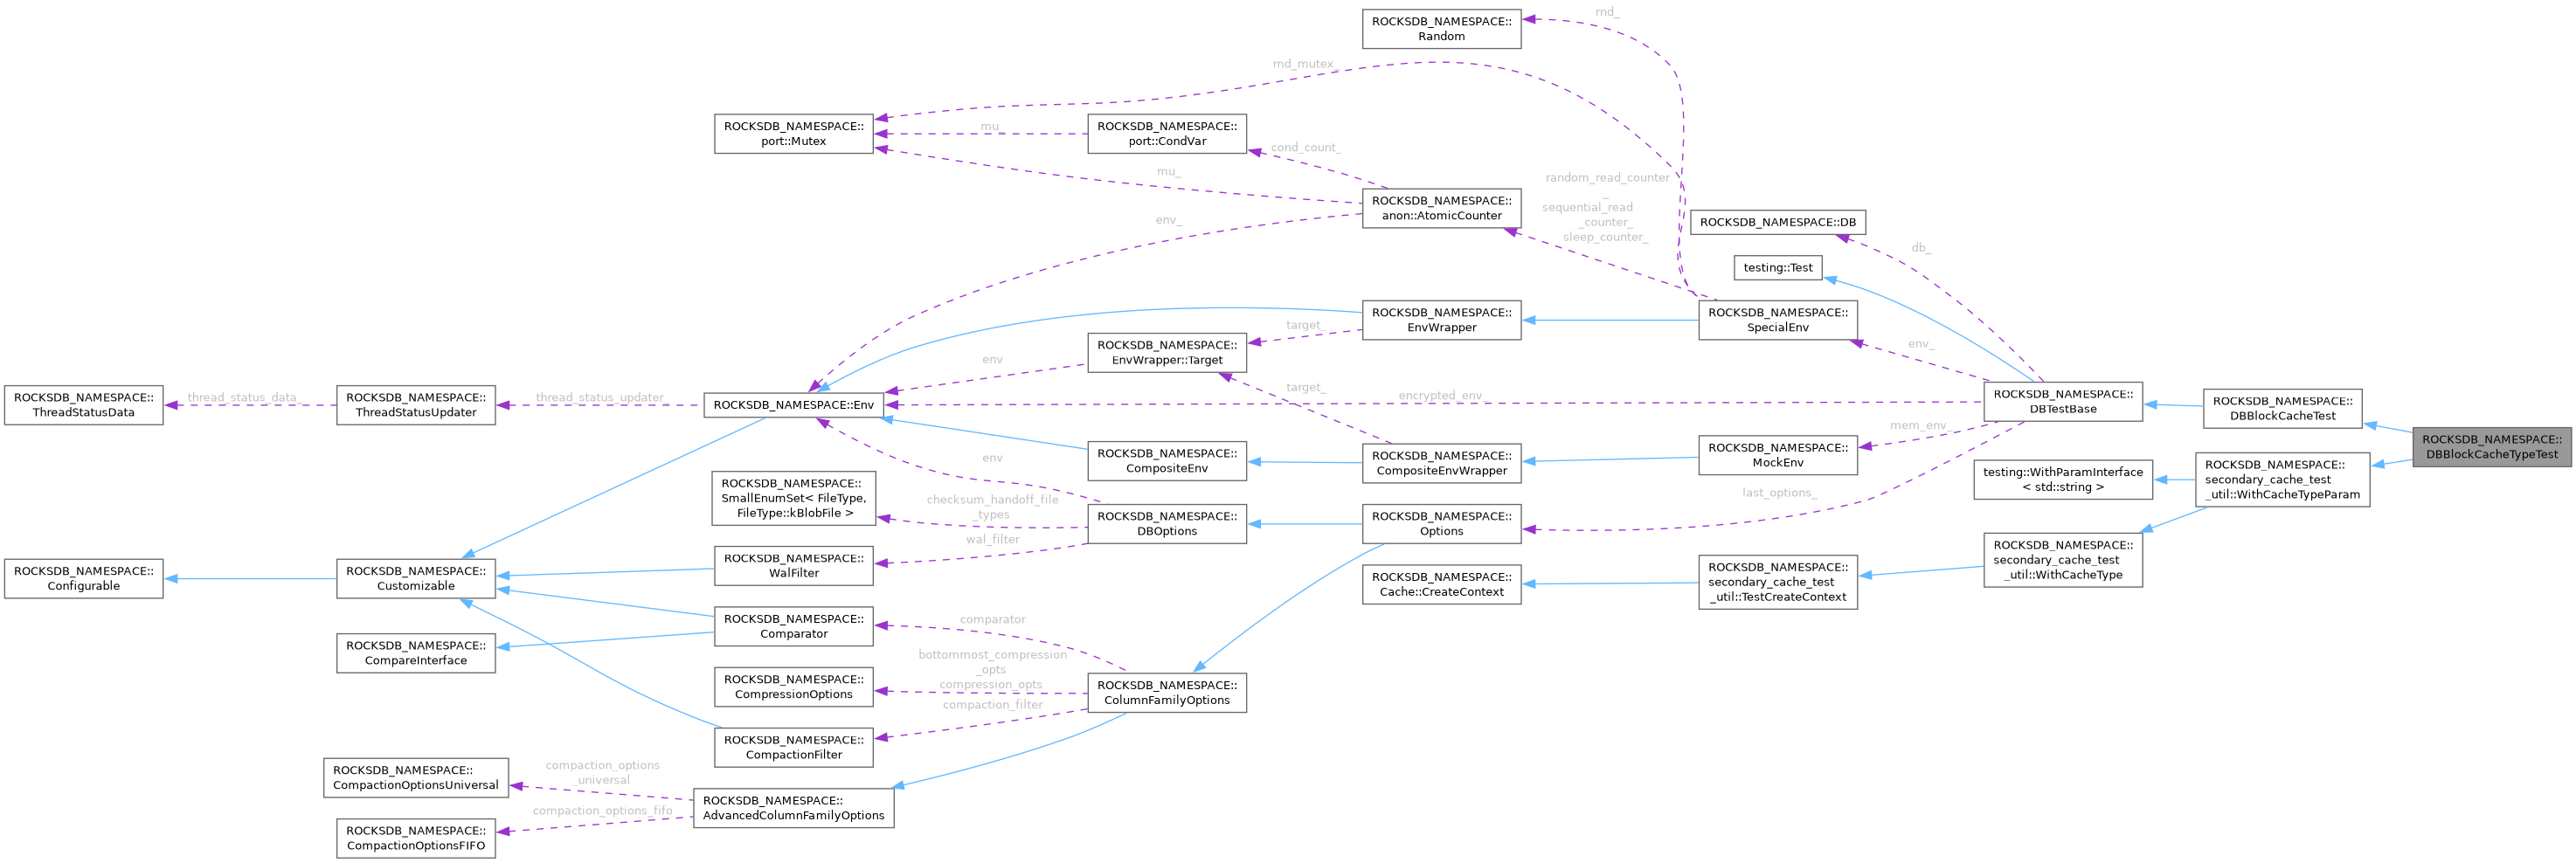 ROCKSDB_NAMESPACE::
Random
rnd_
rnd_mutex_
ROCKSDB_NAMESPACE::
port::Mutex
mu_
ROCKSDB_NAMESPACE::
port::CondVar
cond_count_
mu_
ROCKSDB_NAMESPACE::
anon::AtomicCounter
random_read_counter
_
sequential_read
_counter_
sleep_counter_
env_
ROCKSDB_NAMESPACE::DB
db_
testing::Test
ROCKSDB_NAMESPACE::
EnvWrapper
ROCKSDB_NAMESPACE::
SpecialEnv
target_
env_
ROCKSDB_NAMESPACE::
EnvWrapper::Target
env
target_
encrypted_env_
ROCKSDB_NAMESPACE::
ThreadStatusData
thread_status_data_
ROCKSDB_NAMESPACE::
ThreadStatusUpdater
thread_status_updater_
ROCKSDB_NAMESPACE::Env
ROCKSDB_NAMESPACE::
DBTestBase
ROCKSDB_NAMESPACE::
DBBlockCacheTest
ROCKSDB_NAMESPACE::
DBBlockCacheTypeTest
mem_env_
ROCKSDB_NAMESPACE::
CompositeEnv
env
ROCKSDB_NAMESPACE::
CompositeEnvWrapper
ROCKSDB_NAMESPACE::
MockEnv
testing::WithParamInterface
< std::string >
ROCKSDB_NAMESPACE::
secondary_cache_test
_util::WithCacheTypeParam
ROCKSDB_NAMESPACE::
SmallEnumSet< FileType,
FileType::kBlobFile >
checksum_handoff_file
_types
last_options_
ROCKSDB_NAMESPACE::
DBOptions
ROCKSDB_NAMESPACE::
Options
wal_filter
ROCKSDB_NAMESPACE::
WalFilter
ROCKSDB_NAMESPACE::
Configurable
ROCKSDB_NAMESPACE::
Customizable
ROCKSDB_NAMESPACE::
Cache::CreateContext
ROCKSDB_NAMESPACE::
secondary_cache_test
_util::TestCreateContext
ROCKSDB_NAMESPACE::
secondary_cache_test
_util::WithCacheType
ROCKSDB_NAMESPACE::
CompareInterface
ROCKSDB_NAMESPACE::
Comparator
comparator
ROCKSDB_NAMESPACE::
CompressionOptions
bottommost_compression
_opts
compression_opts
compaction_filter
ROCKSDB_NAMESPACE::
ColumnFamilyOptions
ROCKSDB_NAMESPACE::
CompactionFilter
ROCKSDB_NAMESPACE::
CompactionOptionsUniversal
compaction_options
_universal
ROCKSDB_NAMESPACE::
AdvancedColumnFamilyOptions
compaction_options_fifo
ROCKSDB_NAMESPACE::
CompactionOptionsFIFO